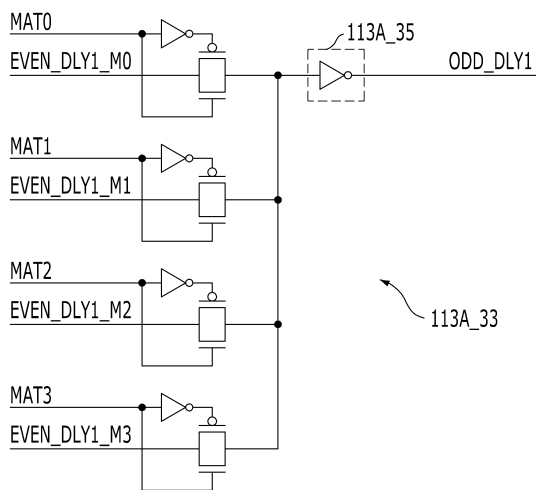 MAT0
113A_35
EVEN_DLY1_M0
ODD_DLY1
MAT1
EVEN_DLY1_M1
MAT2
EVEN_DLY1_M2
113A_33
MAT3
EVEN_DLY1_M3